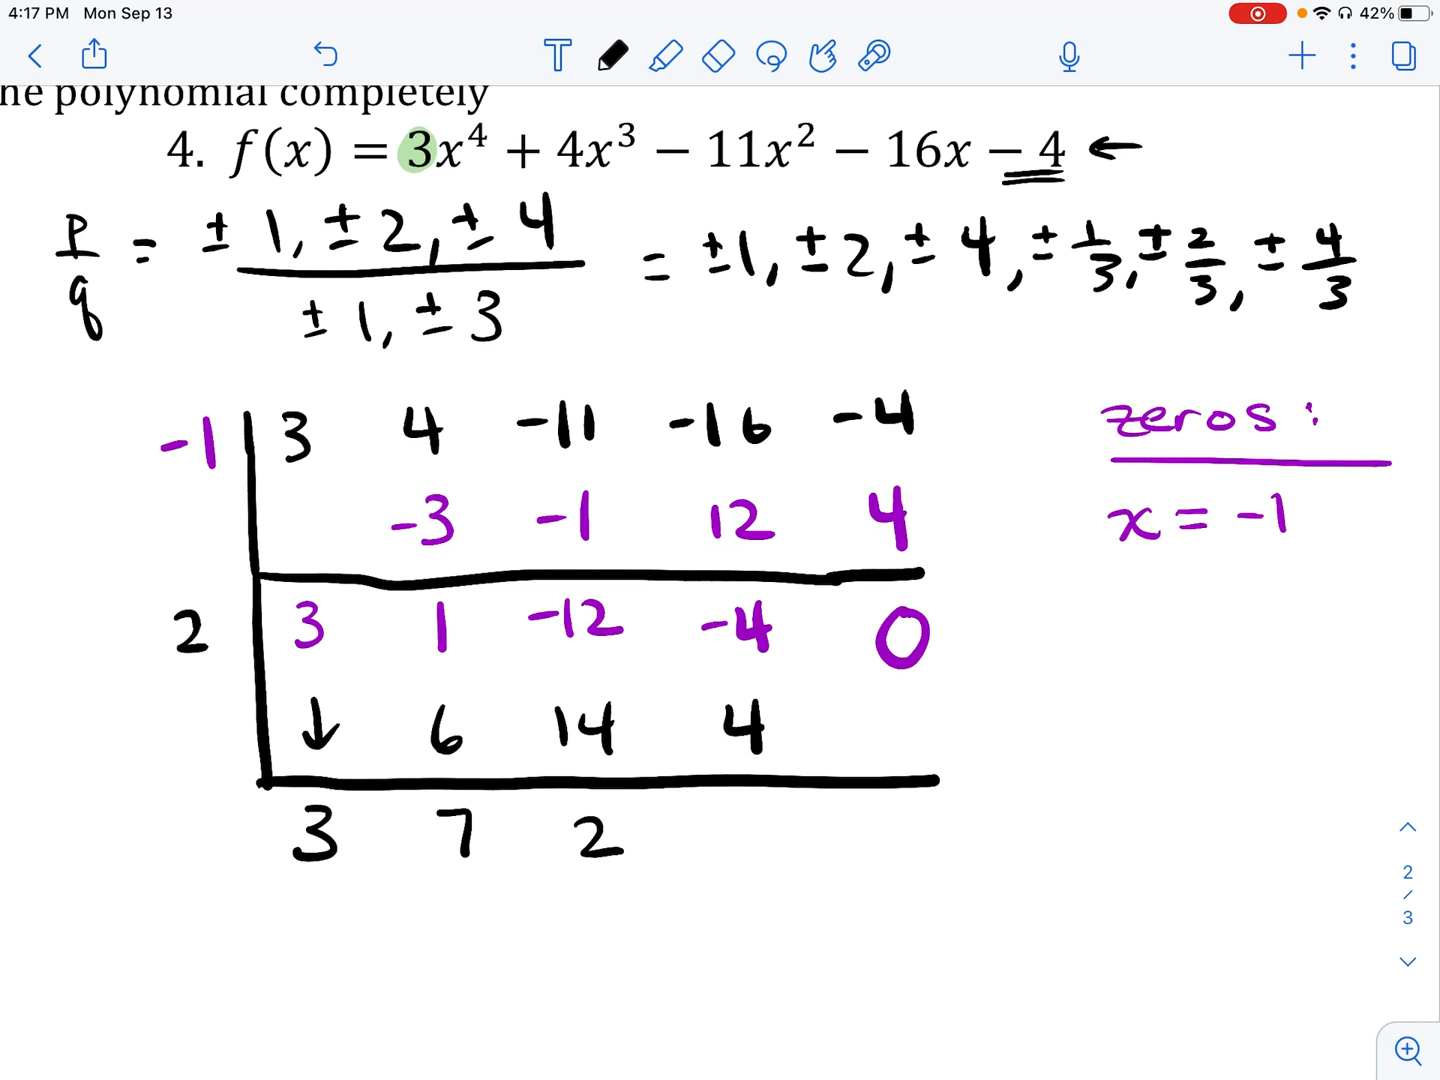 4:17 PM Mon Sep 13 42%
T
he polynomial completely
4. f(x) = 3x⁴ + 4x³ − 11x² − 16x − 4 ←
p/q = ±1, ±2, ±4 / ±1, ±3 = ±1, ±2, ±4, ±1/3, ±2/3, ±4/3
-1 | 3 4 -11 -16 -4
zeros:
-3 -1 12 4
x = -1
2 3 1 -12 -4 0
↓ 6 14 4
3 7 2
2
/
3